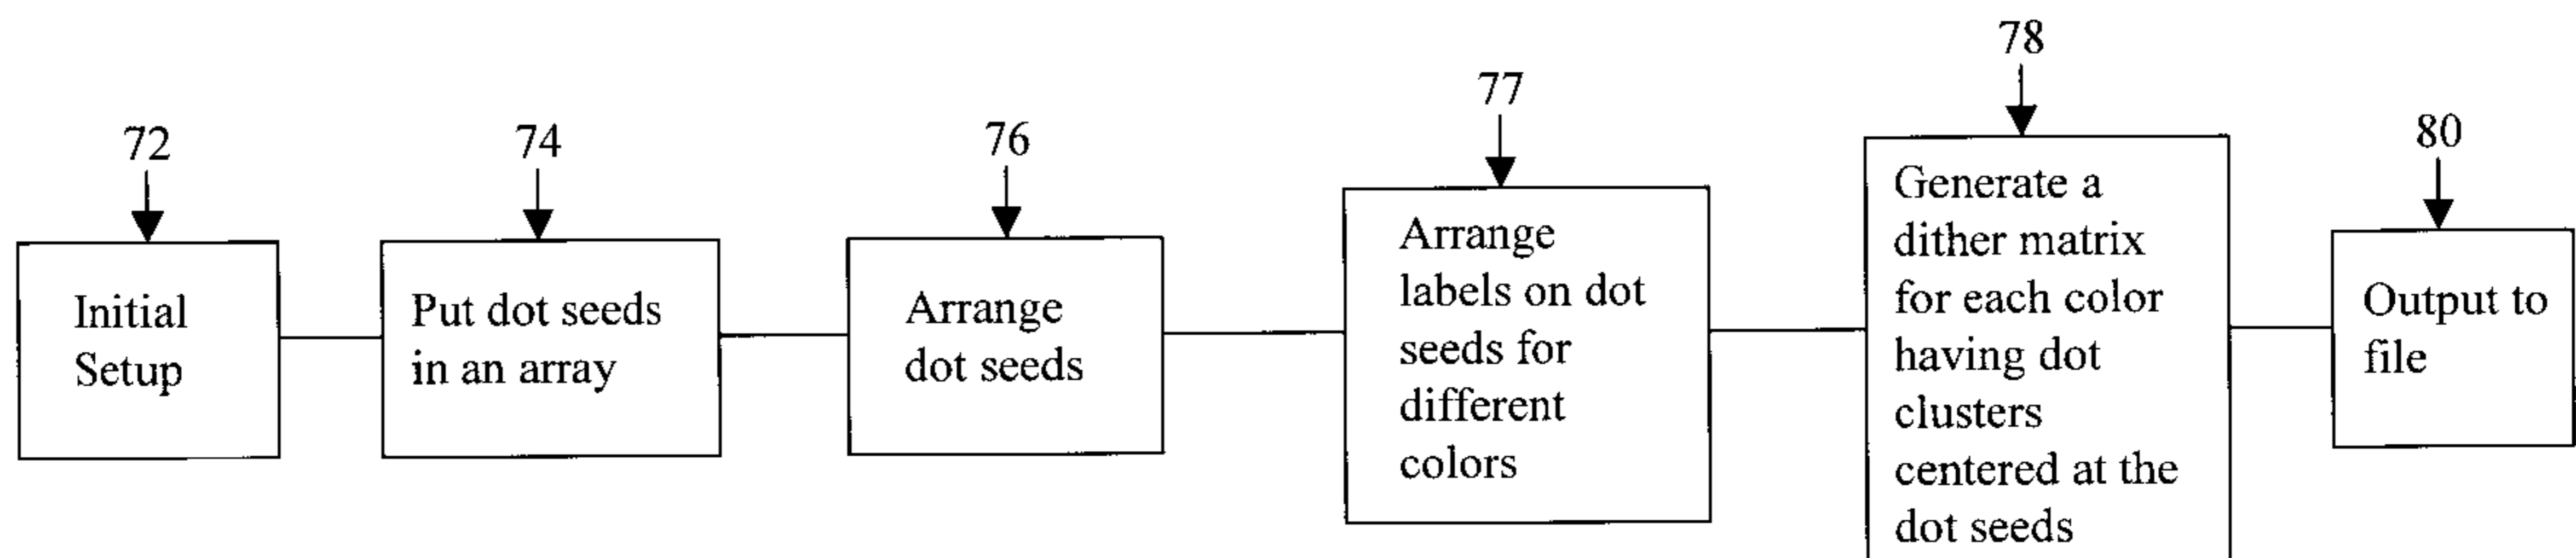 72
Initial
Setup
74
Put dot seeds
in an array
76
Arrange
dot seeds
77
Arrange
labels on dot
seeds for
different
colors
78
Generate a
dither matrix
for each color
having dot
clusters
centered at the
dot seeds
80
Output to
file